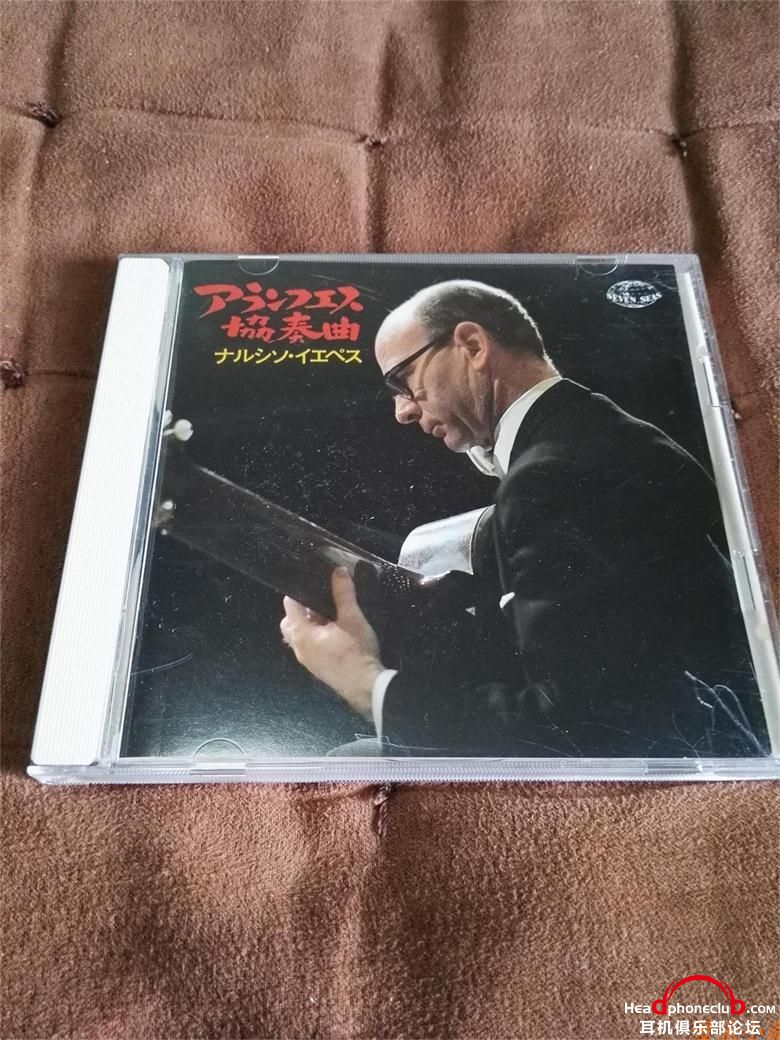 アランフエス
協奏曲
ナルシソ・イエペス
SEVEN SEAS
Headphoneclub.com
耳机俱乐部论坛